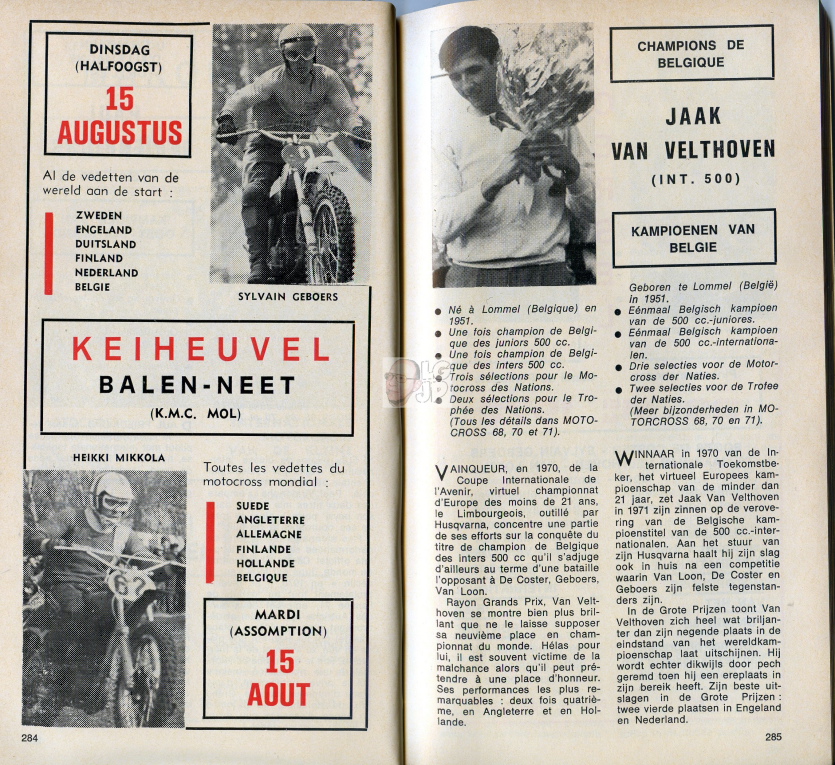 DINSDAG
(HALFOOGST)
15
AUGUSTUS
Al de vedetten van de
wereld aan de start :
ZWEDEN
ENGELAND
DUITSLAND
FINLAND
NEDERLAND
BELGIE
SYLVAIN GEBOERS
KEIHEUVEL
BALEN-NEET
(K.M.C. MOL)
HEIKKI MIKKOLA
62
Toutes les vedettes du
motocross mondial :
SUEDE
ANGLETERRE
ALLEMAGNE
FINLANDE
HOLLANDE
BELGIQUE
MARDI
(ASSOMPTION)
15
AOUT
284
CHAMPIONS DE
BELGIQUE
JAAK
VAN VELTHOVEN
(INT. 500)
KAMPIOENEN VAN
BELGIE
● Né à Lommel (Belgique) en
1951.
● Une fois champion de Belgi-
que des juniors 500 cc.
● Une fois champion de Belgi-
que des inters 500 cc.
Trois sélections pour le Mo-
tocross des Nations.
● Deux sélections pour le Tro-
phée des Nations.
(Tous les détails dans MOTO-
CROSS 68, 70 et 71).
VAINQUEUR, en 1970, de la
Coupe Internationale de
l'Avenir, virtuel championnat
d'Europe des moins de 21 ans,
le Limbourgeois, outillé par
Husqvarna, concentre une partie
de ses efforts sur la conquête du
titre de champion de Belgique
des inters 500 cc qu'il s'adjuge
d'ailleurs au terme d'une bataille
l'opposant à De Coster, Geboers,
Van Loon.
Rayon Grands Prix, Van Velt-
hoven se montre bien plus bril-
lant que ne le laisse supposer
sa neuvième place en cham-
pionnat du monde. Hélas pour
lui, il est souvent victime de la
malchance alors qu'il peut pré-
tendre à une place d'honneur.
Ses performances les plus re-
marquables : deux fois quatriè-
me, en Angleterre et en Hol-
lande.
Geboren te Lommel (België)
in 1951.
● Eénmaal Belgisch kampioen
van de 500 cc.-juniores.
● Eénmaal Belgisch kampioen
van de 500 cc.-internationa-
len.
● Drie selecties voor de Motor-
cross der Naties.
● Twee selecties voor de Trofee
der Naties.
(Meer bijzonderheden in MO-
TORCROSS 68, 70 en 71).
WINNAAR in 1970 van de In-
ternationale Toekomstbe-
ker, het virtueel Europees kam-
pioenschap van de minder dan
21 jaar, zet Jaak Van Velthoven
in 1971 zijn zinnen op de verove-
ring van de Belgische kam-
pioenstitel van de 500 cc.-inter-
nationalen. Aan het stuur van
zijn Husqvarna haalt hij zijn slag
ook in huis na een competitie
waarin Van Loon, De Coster en
Geboers zijn felste tegenstan-
ders zijn.
In de Grote Prijzen toont Van
Velthoven zich heel wat briljan-
ter dan zijn negende plaats in de
eindstand van het wereldkam-
pioenschap laat uitschijnen. Hij
wordt echter dikwijls door pech
geremd toen hij een ereplaats in
zijn bereik heeft. Zijn beste uit-
slagen in de Grote Prijzen :
twee vierde plaatsen in Engeland
en Nederland.
285